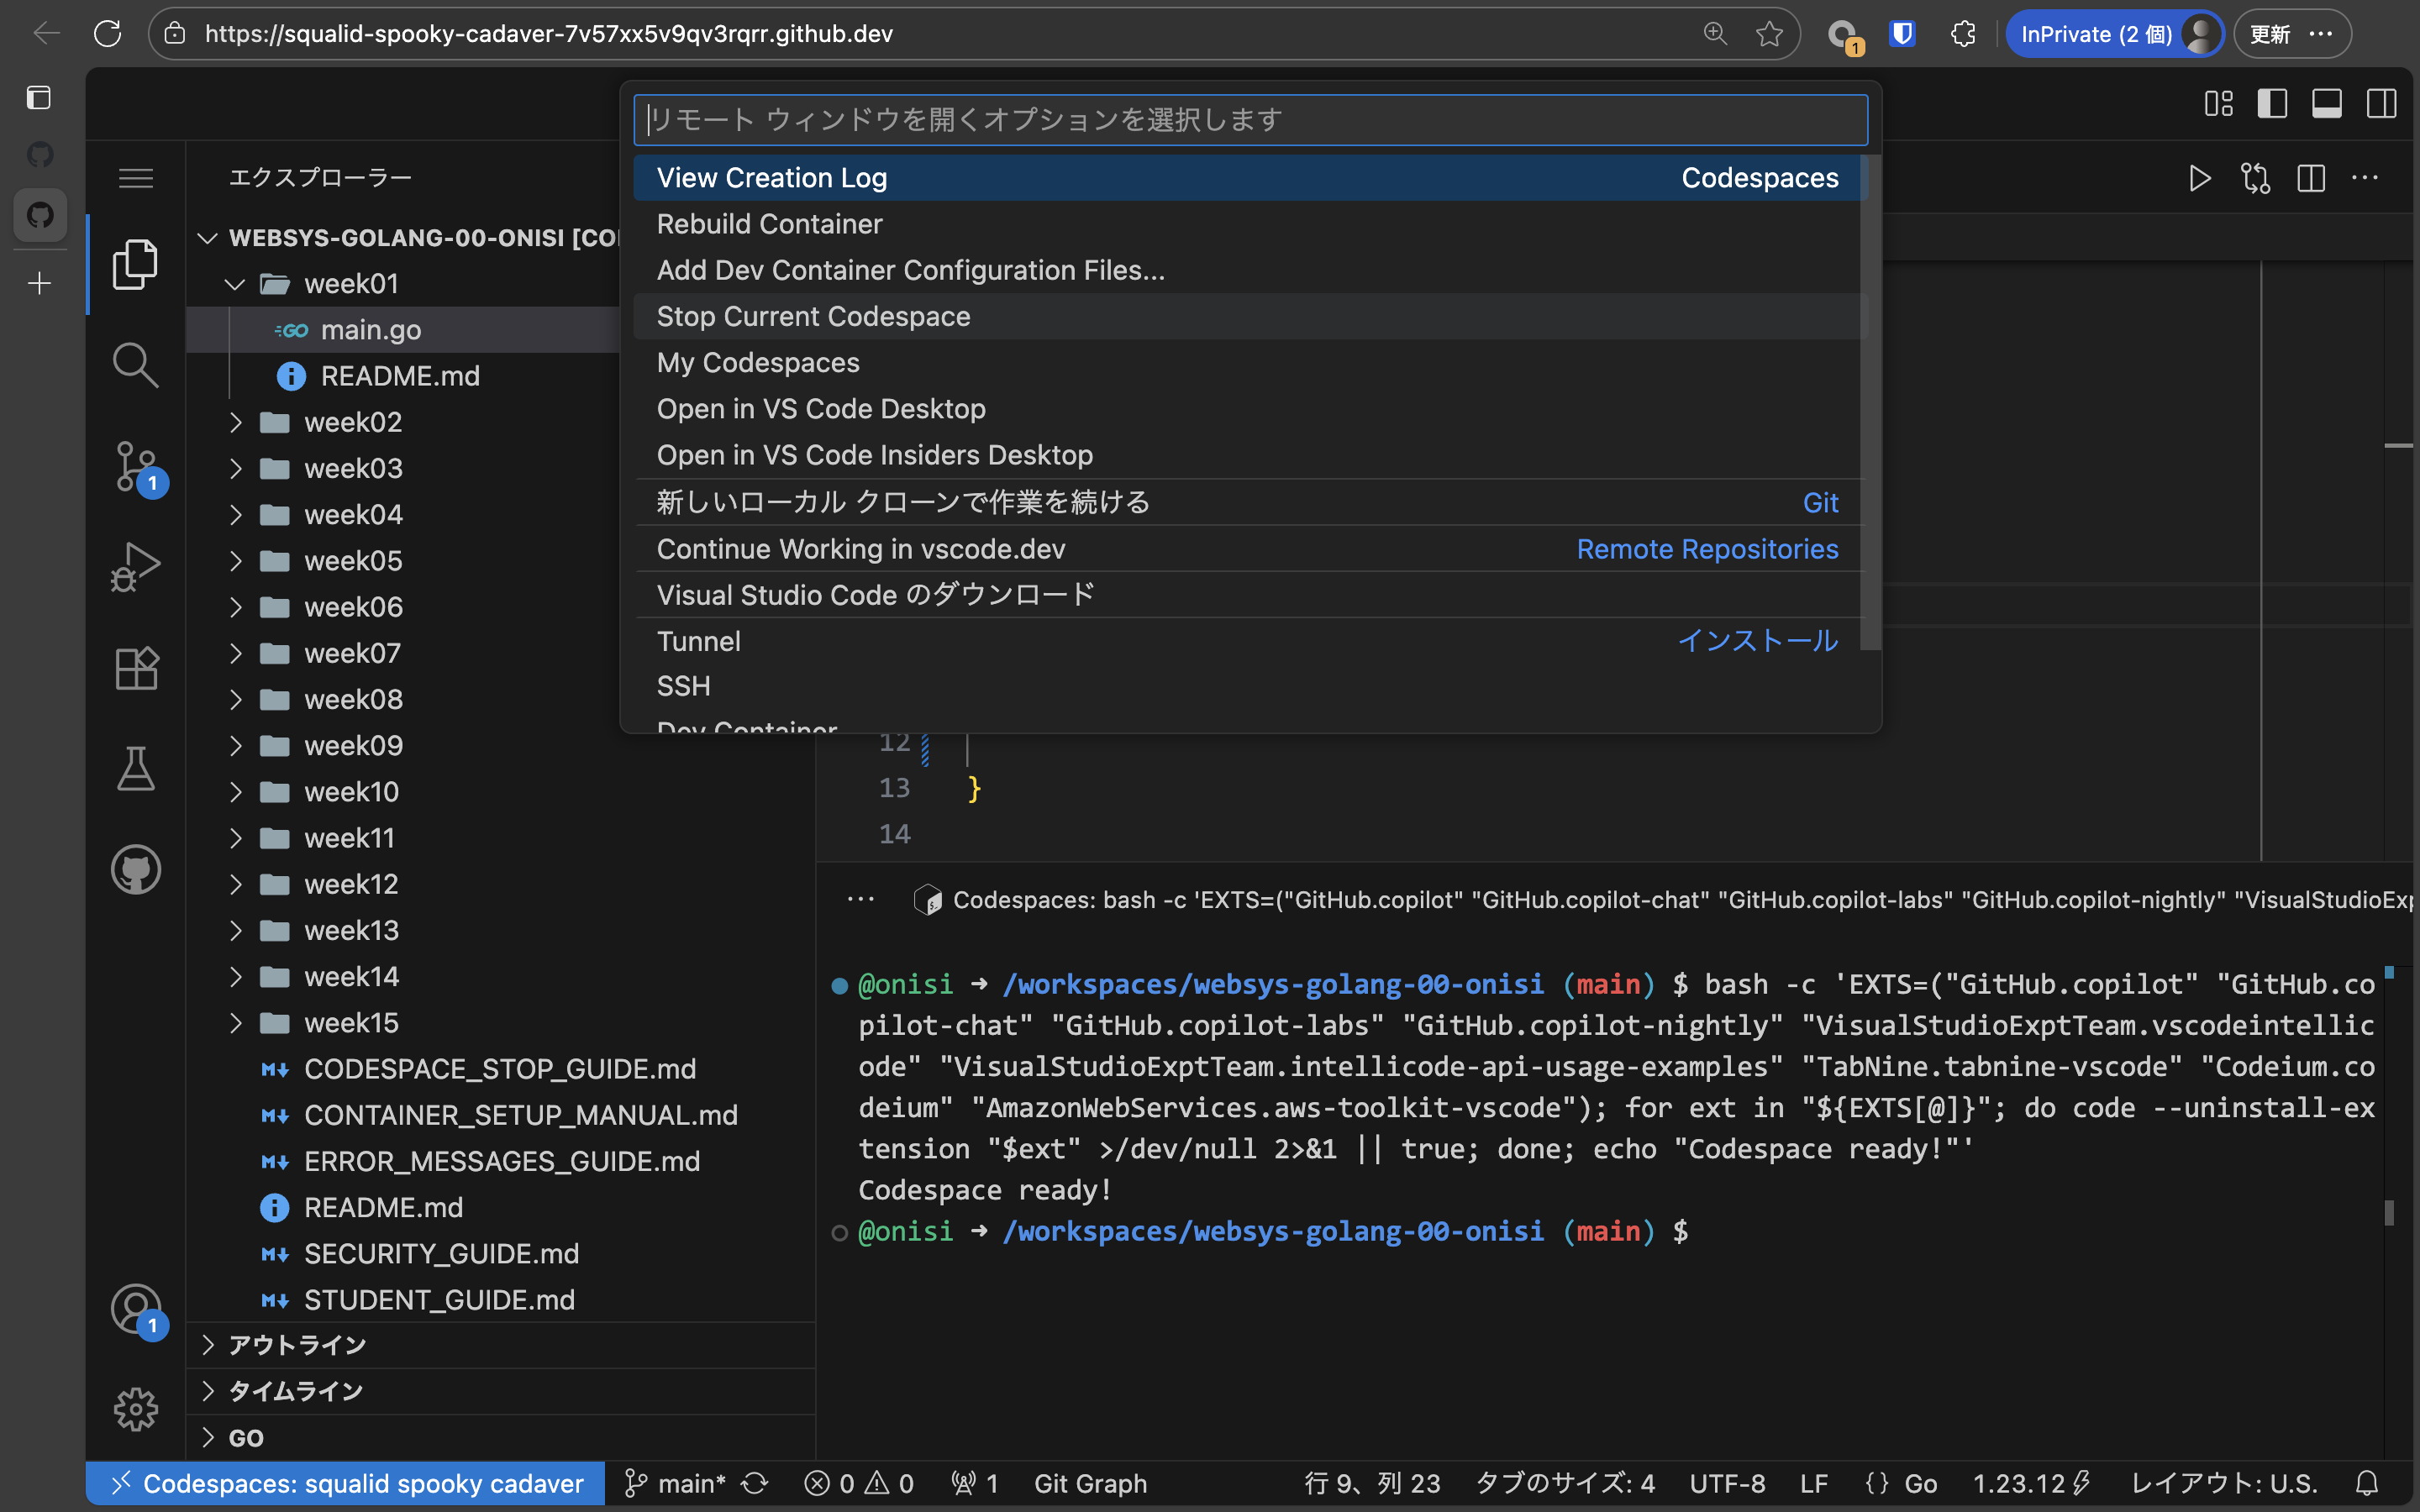 https://squalid-spooky-cadaver-7v57xx5v9qv3rqrr.github.dev
1
InPrivate (2 個)
更新
リモート ウィンドウを開くオプションを選択します
View Creation Log Codespaces
Rebuild Container
Add Dev Container Configuration Files...
Stop Current Codespace
My Codespaces
Open in VS Code Desktop
Open in VS Code Insiders Desktop
新しいローカル クローンで作業を続ける Git
Continue Working in vscode.dev Remote Repositories
Visual Studio Code のダウンロード
Tunnel インストール
SSH
Dev Container
エクスプローラー
WEBSYS-GOLANG-00-ONISI [CO
week01
GO main.go
README.md
week02
week03
1
week04
week05
week06
week07
week08
week09
week10
week11
week12
week13
week14
week15
CODESPACE_STOP_GUIDE.md
CONTAINER_SETUP_MANUAL.md
ERROR_MESSAGES_GUIDE.md
README.md
SECURITY_GUIDE.md
STUDENT_GUIDE.md
1
アウトライン
タイムライン
GO
12
13 }
14
Codespaces: bash -c 'EXTS=("GitHub.copilot" "GitHub.copilot-chat" "GitHub.copilot-labs" "GitHub.copilot-nightly" "VisualStudioExp
@onisi ➜ /workspaces/websys-golang-00-onisi (main) $ bash -c 'EXTS=("GitHub.copilot" "GitHub.co
pilot-chat" "GitHub.copilot-labs" "GitHub.copilot-nightly" "VisualStudioExptTeam.vscodeintellic
ode" "VisualStudioExptTeam.intellicode-api-usage-examples" "TabNine.tabnine-vscode" "Codeium.co
deium" "AmazonWebServices.aws-toolkit-vscode"); for ext in "${EXTS[@]}"; do code --uninstall-ex
tension "$ext" >/dev/null 2>&1 || true; done; echo "Codespace ready!"'
Codespace ready!
@onisi ➜ /workspaces/websys-golang-00-onisi (main) $
Codespaces: squalid spooky cadaver main* 0 0 1 Git Graph 行 9、列 23 タブのサイズ: 4 UTF-8 LF {} Go 1.23.12 レイアウト: U.S.